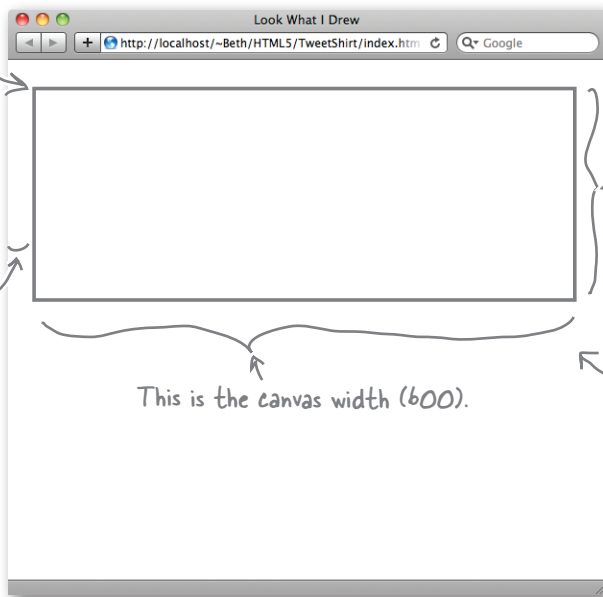 Look What I Drew
http://localhost/~Beth/HTML5/TweetShirt/index.htm
Google
This is the canvas width (600).